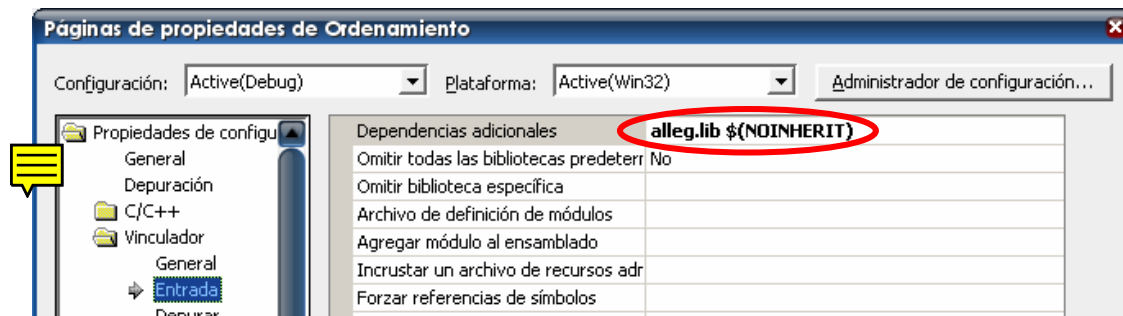 Páginas de propiedades de Ordenamiento
Configuración: Active(Debug) Plataforma: Active(Win32) Administrador de configuración...
Propiedades de configu Dependencias adicionales alleg.lib $(NOINHERIT)
General Omitir todas las bibliotecas predeterr No
Depuración Omitir biblioteca específica
C/C++ Archivo de definición de módulos
Vinculador Agregar módulo al ensamblado
General Incrustar un archivo de recursos adr
Entrada Forzar referencias de símbolos
Depurar